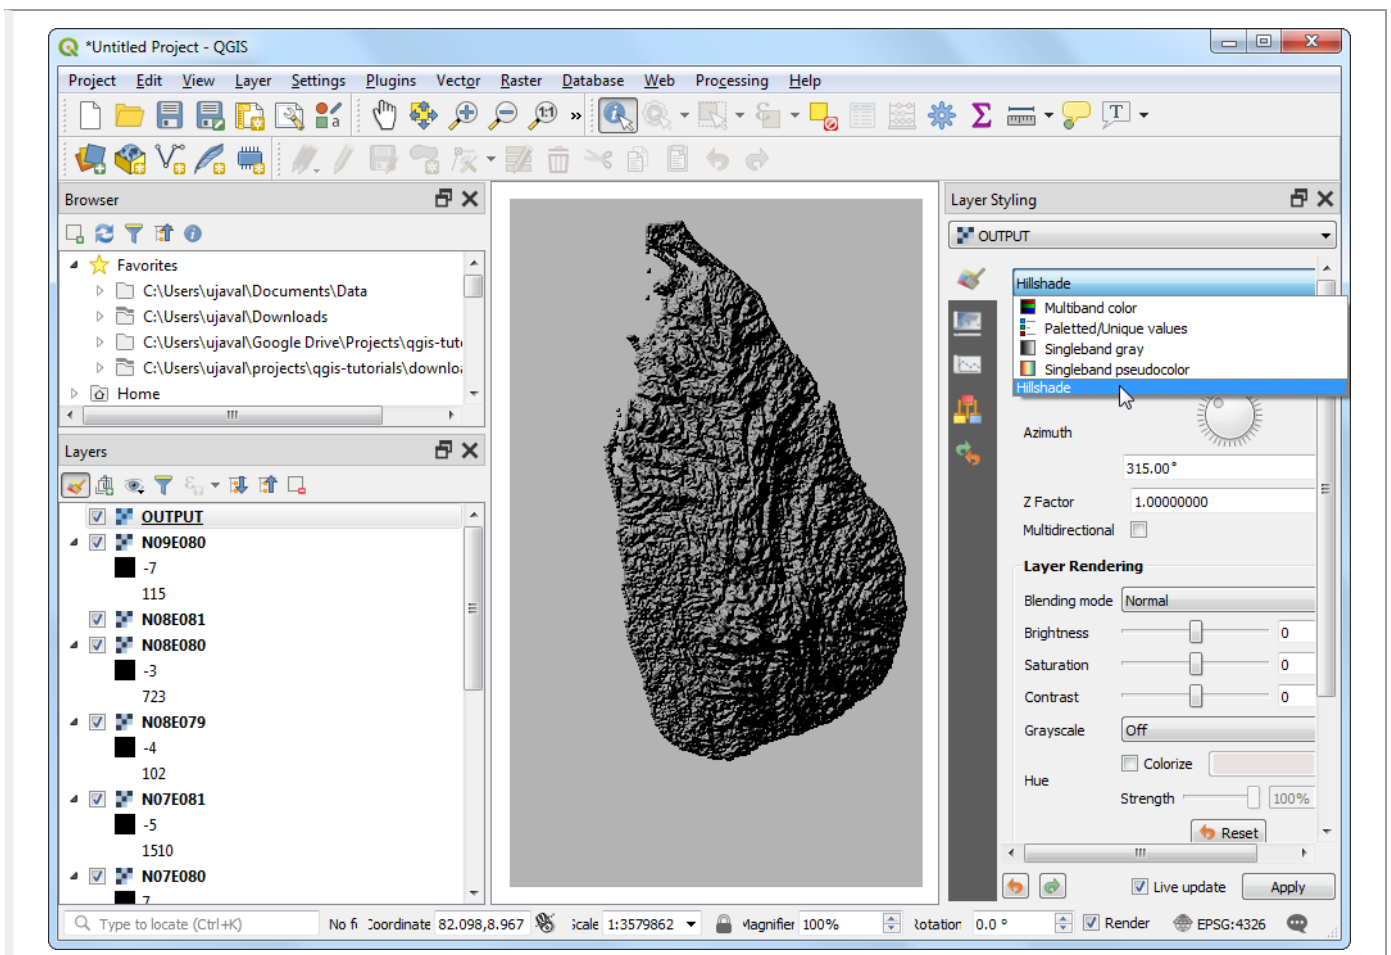 *Untitled Project - QGIS
Project Edit View Layer Settings Plugins Vector Raster Database Web Processing Help
Browser
Favorites
C:\Users\ujaval\Documents\Data
C:\Users\ujaval\Downloads
C:\Users\ujaval\Google Drive\Projects\qgis-tut
C:\Users\ujaval\projects\qgis-tutorials\downlo
Home
Layers
OUTPUT
N09E080
-7
115
N08E081
N08E080
-3
723
N08E079
-4
102
N07E081
-5
1510
N07E080
Layer Styling
OUTPUT
Hillshade
Multiband color
Paletted/Unique values
Singleband gray
Singleband pseudocolor
Hillshade
Azimuth
315.00°
Z Factor 1.00000000
Multidirectional
Layer Rendering
Blending mode Normal
Brightness 0
Saturation 0
Contrast 0
Grayscale Off
Colorize
Hue
Strength 100%
Reset
Live update Apply
Type to locate (Ctrl+K) No fi Coordinate 82.098,8.967 Scale 1:3579862 Magnifier 100% Rotation 0.0 ° Render EPSG:4326